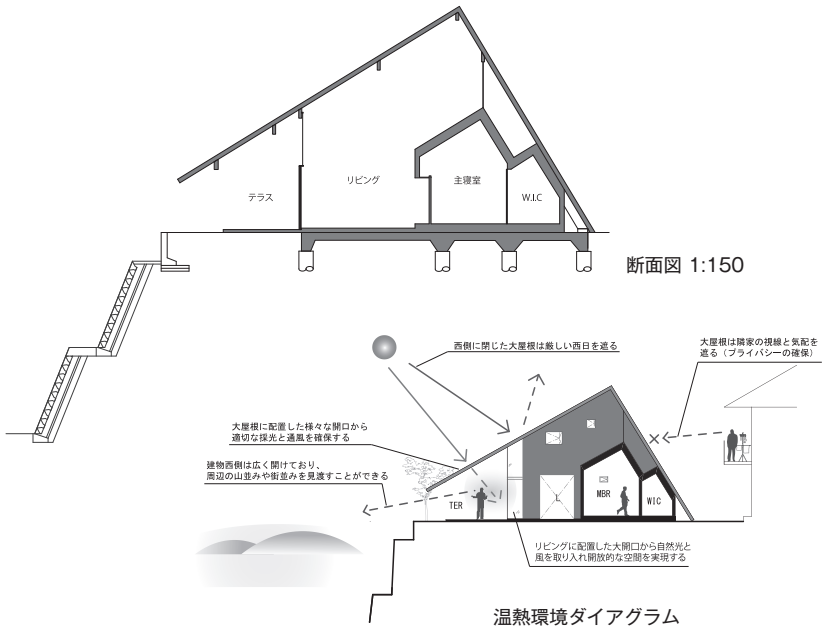 テラス
リビング
主寝室
W.I.C
断面図 1:150
西側に閉じた大屋根は厳しい西日を遮る
大屋根は隣家の視線と気配を
遮る（プライバシーの確保）
大屋根に配置した様々な開口から
適切な採光と通風を確保する
建物西側は広く開けており、
周辺の山並みや街並みを見渡すことができる
TER
L
MBR
WIC
リビングに配置した大開口から自然光と
風を取り入れ開放的な空間を実現する
温熱環境ダイアグラム